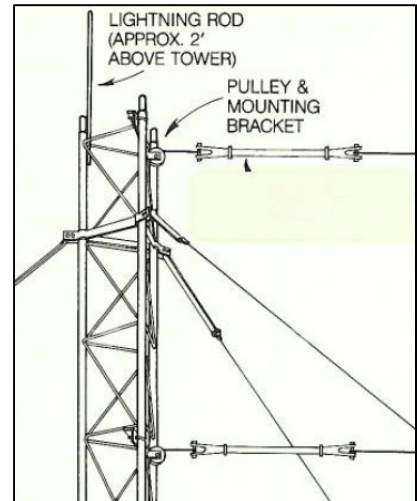 LIGHTNING ROD
(APPROX. 2'
ABOVE TOWER)
PULLEY &
MOUNTING
BRACKET